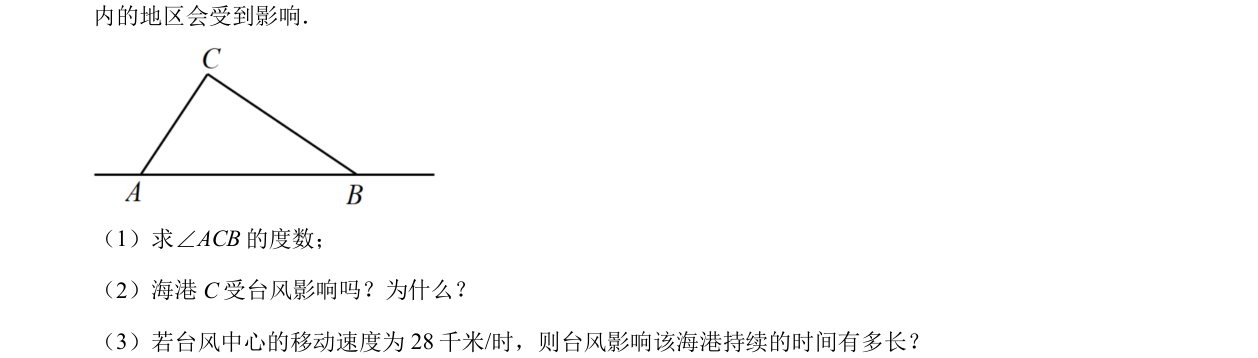 内的地区会受到影响.
C
A
B
（1）求∠ACB 的度数；
（2）海港 C 受台风影响吗？为什么？
（3）若台风中心的移动速度为 28 千米/时，则台风影响该海港持续的时间有多长？